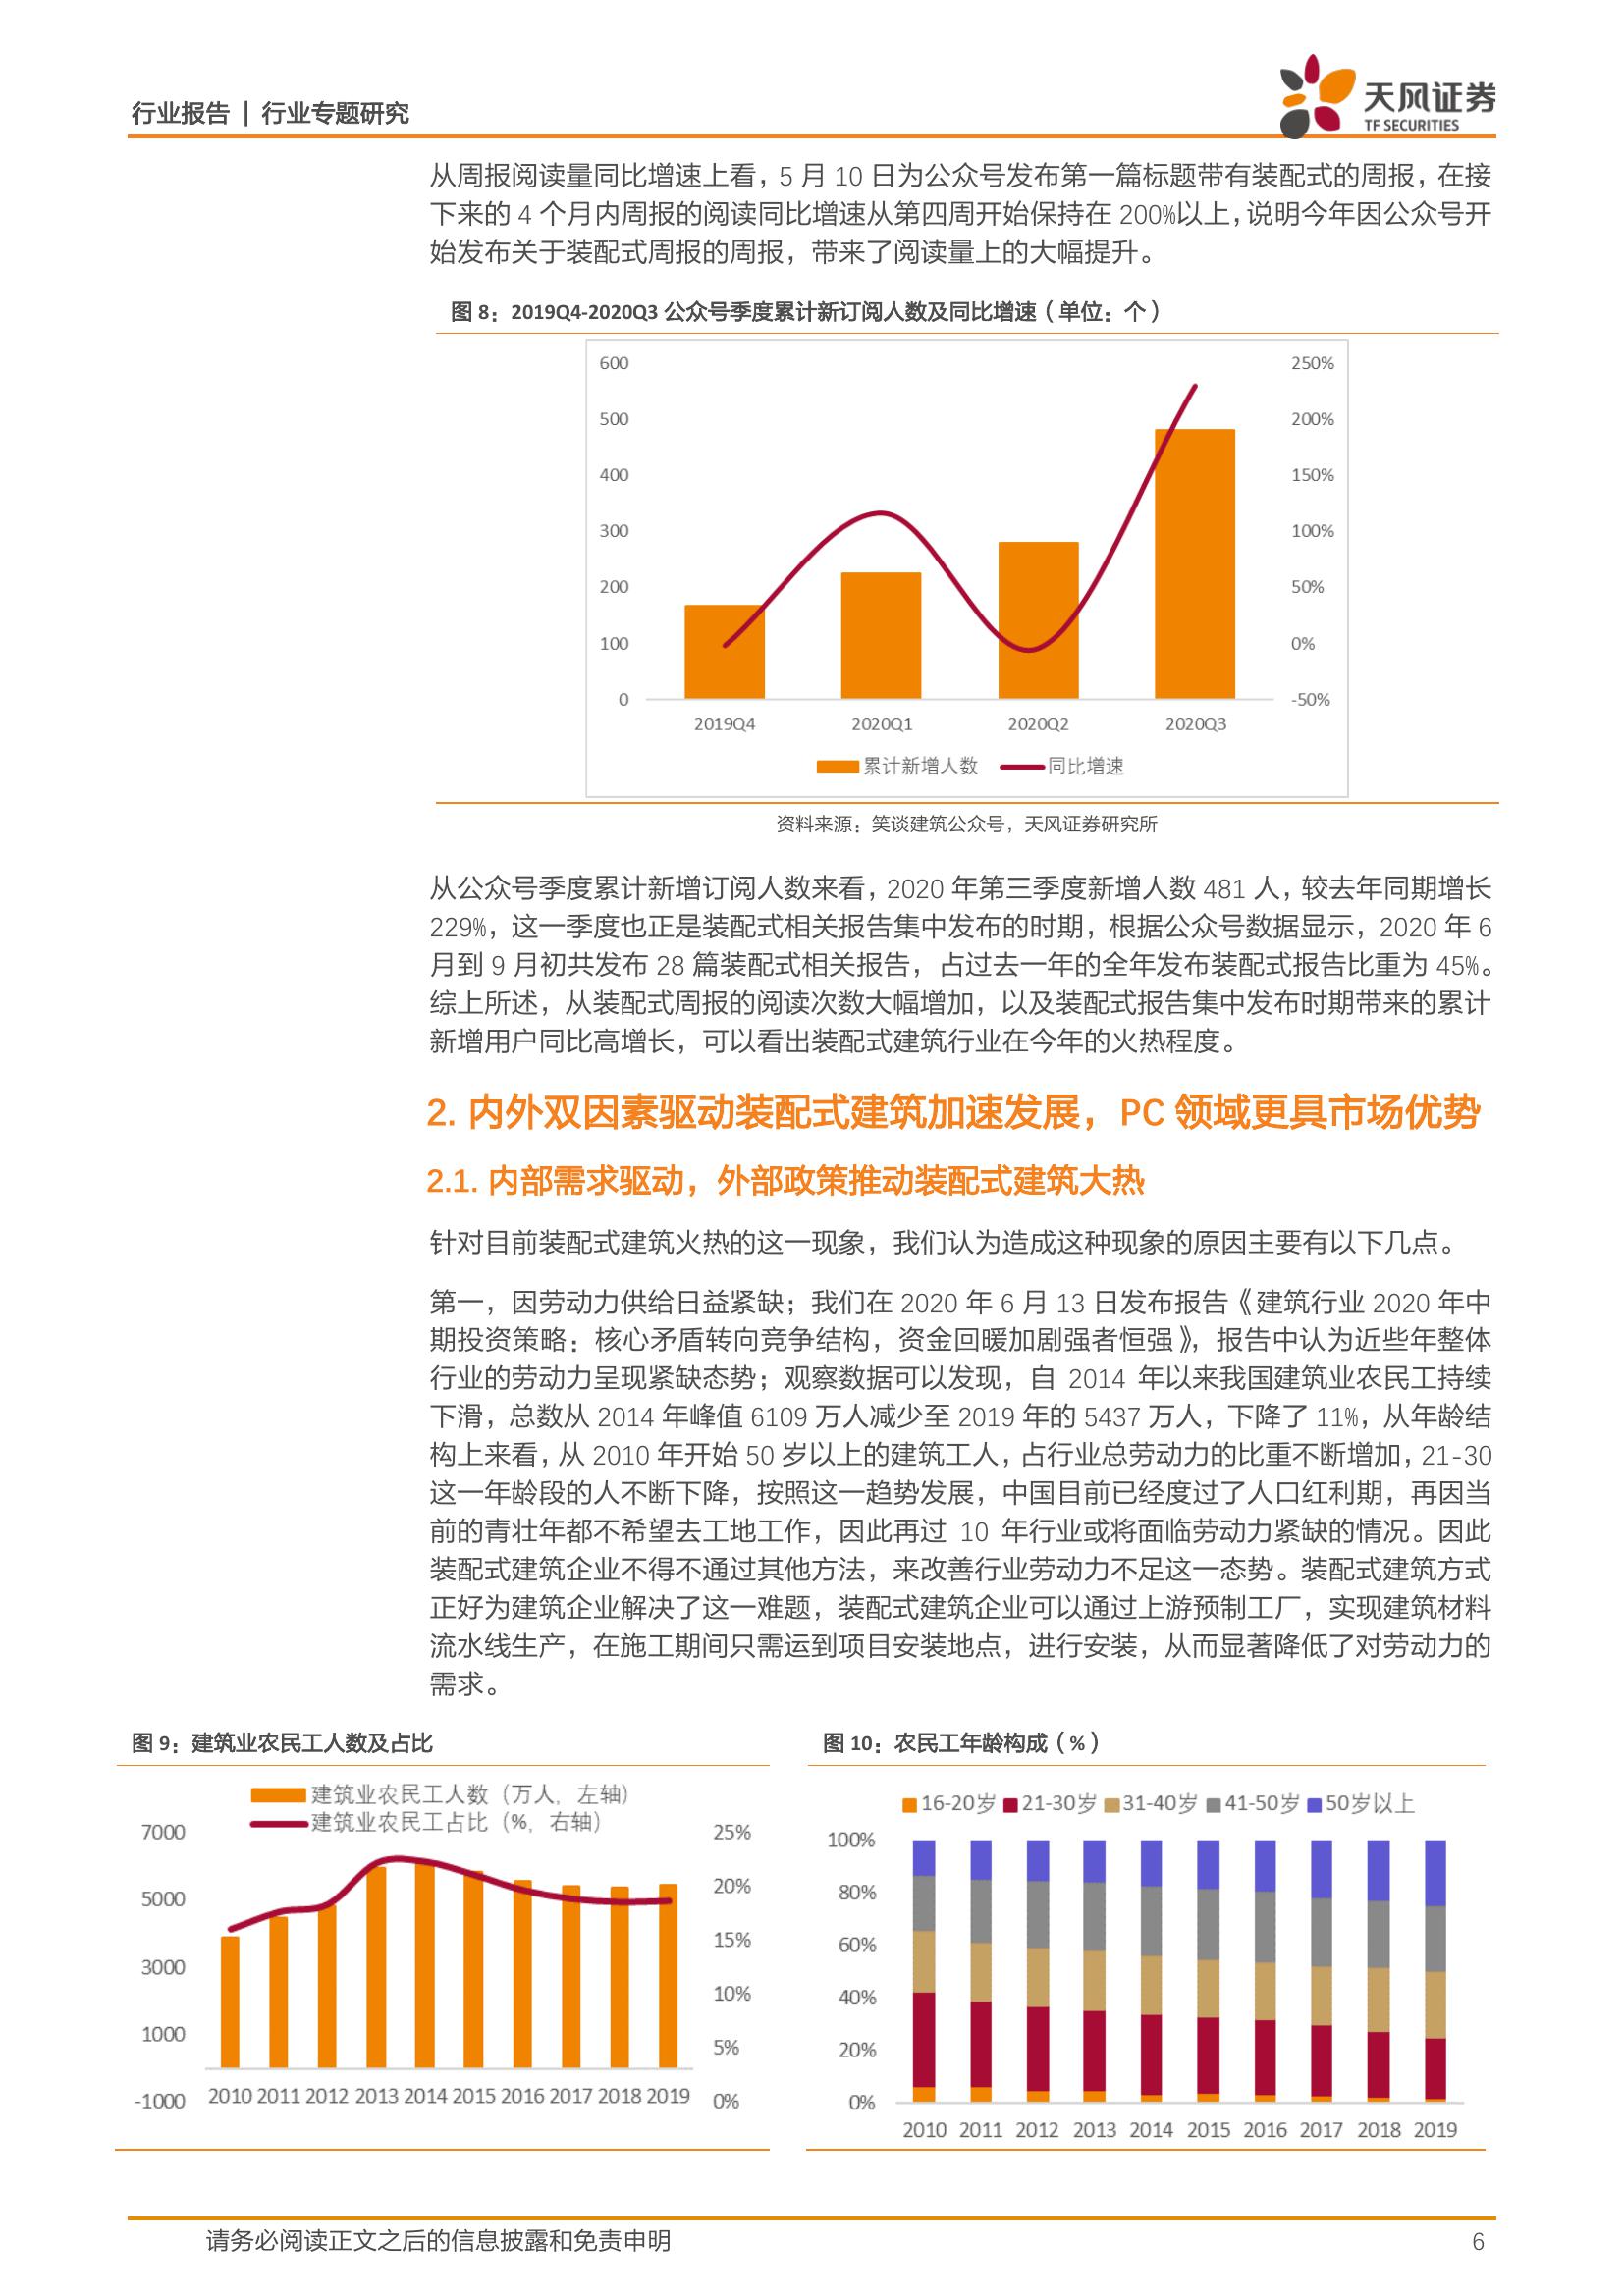 行业报告 | 行业专题研究
天风证券
TF SECURITIES
从周报阅读量同比增速上看，5 月 10 日为公众号发布第一篇标题带有装配式的周报，在接
下来的 4 个月内周报的阅读同比增速从第四周开始保持在 200%以上，说明今年因公众号开
始发布关于装配式周报的周报，带来了阅读量上的大幅提升。
图 8：2019Q4-2020Q3 公众号季度累计新订阅人数及同比增速（单位：个）
600 250%
500 200%
400 150%
300 100%
200 50%
100 0%
0 -50%
2019Q4 2020Q1 2020Q2 2020Q3
累计新增人数 同比增速
资料来源：笑谈建筑公众号，天风证券研究所
从公众号季度累计新增订阅人数来看，2020 年第三季度新增人数 481 人，较去年同期增长
229%，这一季度也正是装配式相关报告集中发布的时期，根据公众号数据显示，2020 年 6
月到 9 月初共发布 28 篇装配式相关报告，占过去一年的全年发布装配式报告比重为 45%。
综上所述，从装配式周报的阅读次数大幅增加，以及装配式报告集中发布时期带来的累计
新增用户同比高增长，可以看出装配式建筑行业在今年的火热程度。
2. 内外双因素驱动装配式建筑加速发展，PC 领域更具市场优势
2.1. 内部需求驱动，外部政策推动装配式建筑大热
针对目前装配式建筑火热的这一现象，我们认为造成这种现象的原因主要有以下几点。
第一，因劳动力供给日益紧缺；我们在 2020 年 6 月 13 日发布报告《建筑行业 2020 年中
期投资策略：核心矛盾转向竞争结构，资金回暖加剧强者恒强》，报告中认为近些年整体
行业的劳动力呈现紧缺态势；观察数据可以发现，自 2014 年以来我国建筑业农民工持续
下滑，总数从 2014 年峰值 6109 万人减少至 2019 年的 5437 万人，下降了 11%，从年龄结
构上来看，从 2010 年开始 50 岁以上的建筑工人，占行业总劳动力的比重不断增加，21-30
这一年龄段的人不断下降，按照这一趋势发展，中国目前已经度过了人口红利期，再因当
前的青壮年都不希望去工地工作，因此再过 10 年行业或将面临劳动力紧缺的情况。因此
装配式建筑企业不得不通过其他方法，来改善行业劳动力不足这一态势。装配式建筑方式
正好为建筑企业解决了这一难题，装配式建筑企业可以通过上游预制工厂，实现建筑材料
流水线生产，在施工期间只需运到项目安装地点，进行安装，从而显著降低了对劳动力的
需求。
图 9：建筑业农民工人数及占比
建筑业农民工人数（万人，左轴）
建筑业农民工占比（%，右轴）
7000 25%
5000 20%
15%
3000
10%
1000
5%
-1000 2010 2011 2012 2013 2014 2015 2016 2017 2018 2019 0%
图 10：农民工年龄构成（%）
16-20岁 21-30岁 31-40岁 41-50岁 50岁以上
100%
80%
60%
40%
20%
0%
2010 2011 2012 2013 2014 2015 2016 2017 2018 2019
请务必阅读正文之后的信息披露和免责申明 6